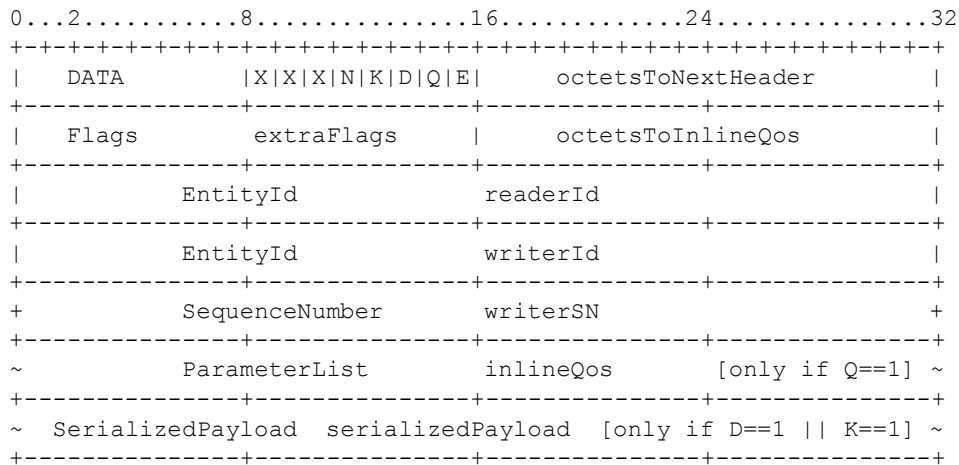 0...2...........8...............16.............24...............32
+-+-+-+-+-+-+-+-+-+-+-+-+-+-+-+-+-+-+-+-+-+-+-+-+-+-+-+-+-+-+-+-+
|   DATA        |X|X|X|N|K|D|Q|E|     octetsToNextHeader        |
+---------------+---------------+---------------+---------------+
|   Flags        extraFlags     |     octetsToInlineQos         |
+---------------+---------------+---------------+---------------+
|           EntityId             readerId                       |
+---------------+---------------+---------------+---------------+
|           EntityId             writerId                       |
+---------------+---------------+---------------+---------------+
+           SequenceNumber       writerSN                       +
+---------------+---------------+---------------+---------------+
~           ParameterList        inlineQos       [only if Q==1] ~
+---------------+---------------+---------------+---------------+
~  SerializedPayload  serializedPayload  [only if D==1 || K==1] ~
+---------------+---------------+---------------+---------------+